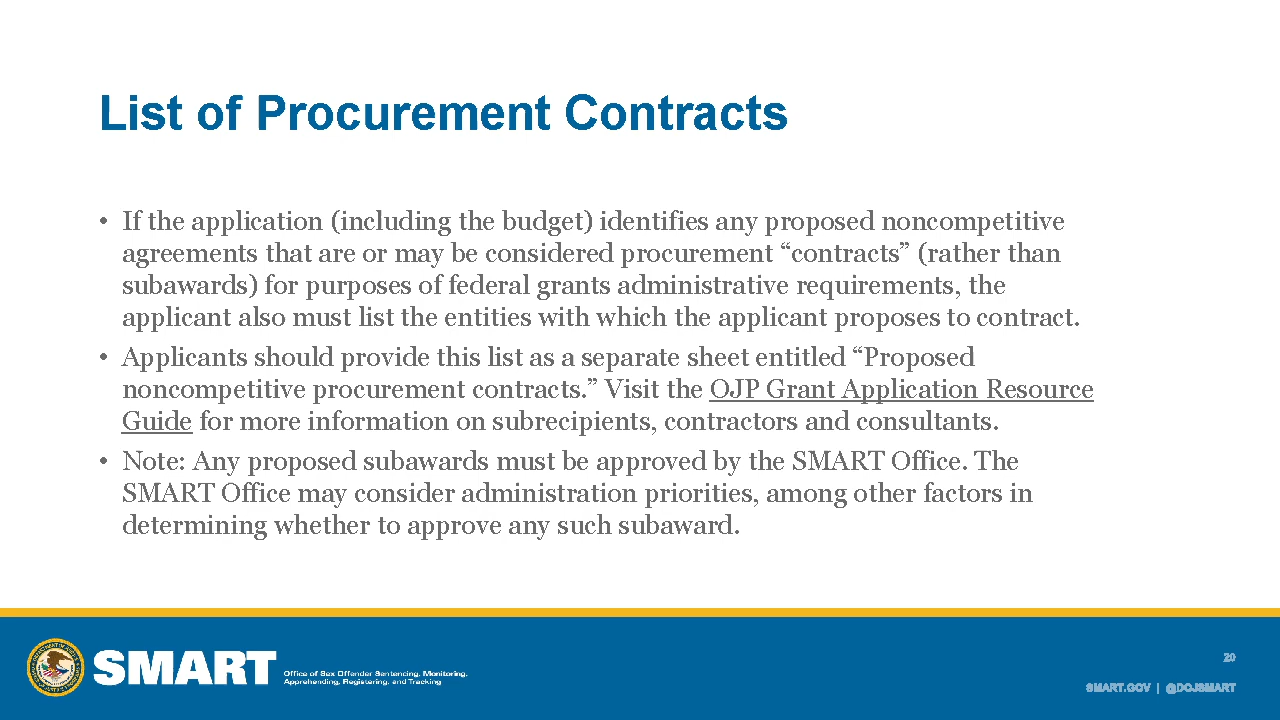 List of Procurement Contracts
• If the application (including the budget) identifies any proposed noncompetitive
agreements that are or may be considered procurement “contracts” (rather than
subawards) for purposes of federal grants administrative requirements, the
applicant also must list the entities with which the applicant proposes to contract.
• Applicants should provide this list as a separate sheet entitled “Proposed
noncompetitive procurement contracts.” Visit the OJP Grant Application Resource
Guide for more information on subrecipients, contractors and consultants.
• Note: Any proposed subawards must be approved by the SMART Office. The
SMART Office may consider administration priorities, among other factors in
determining whether to approve any such subaward.
SMART
Office of Sex Offender Sentencing, Monitoring,
Apprehending, Registering, and Tracking
20
SMART.GOV | @DOJSMART